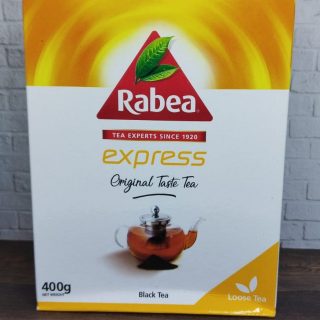 Rabea
TEA EXPERTS SINCE 1920
express
Original Taste Tea
400g
NET WEIGHT
Black Tea
Loose Tea